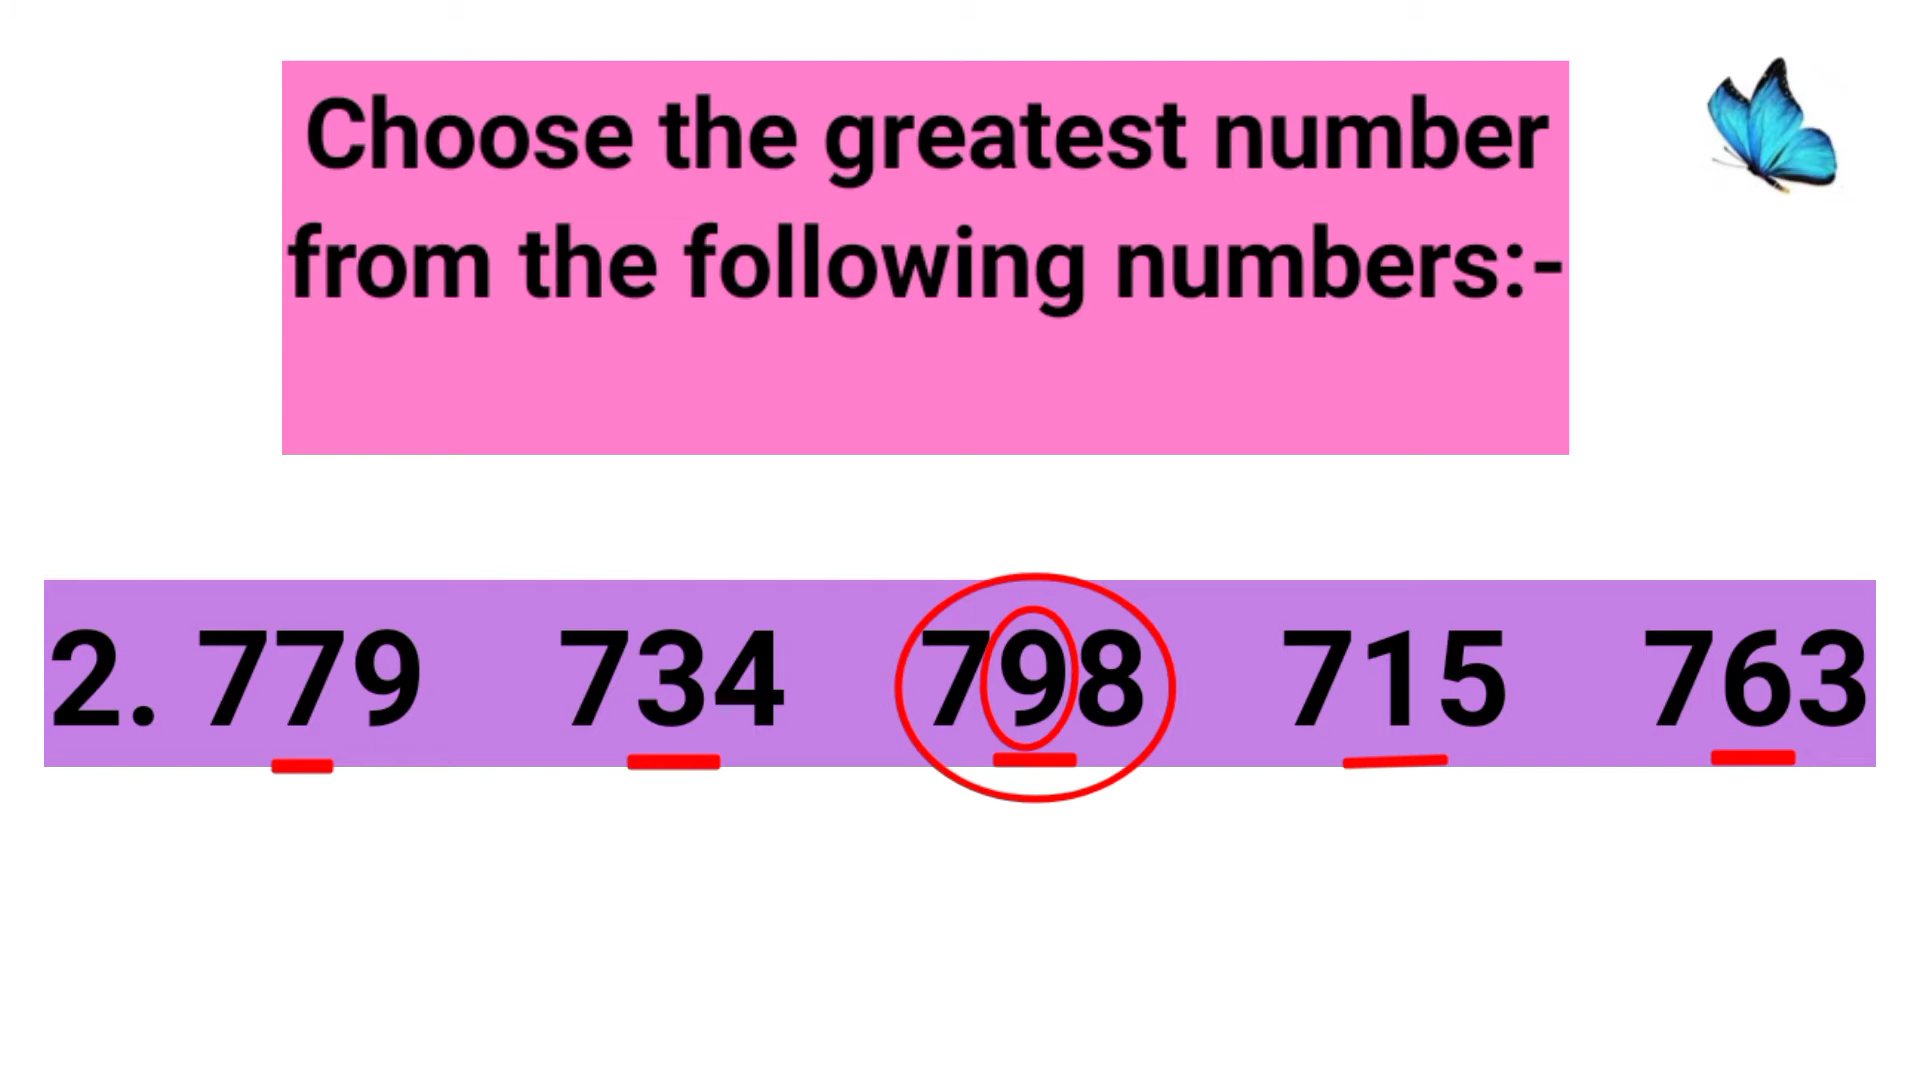 Choose the greatest number
from the following numbers:-
2. 779 734 798 715 763